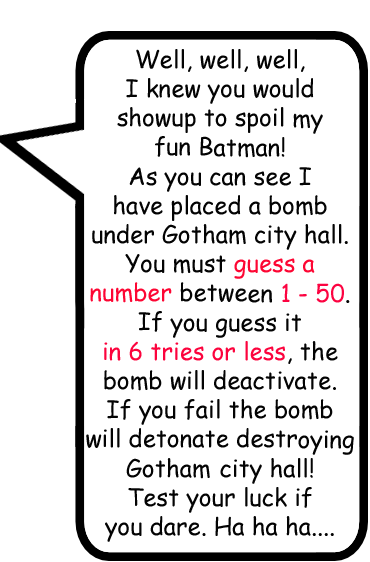 Well, well, well,
I knew you would
showup to spoil my
fun Batman!
As you can see I
have placed a bomb
under Gotham city hall.
You must guess a
number between 1 - 50.
If you guess it
in 6 tries or less, the
bomb will deactivate.
If you fail the bomb
will detonate destroying
Gotham city hall!
Test your luck if
you dare. Ha ha ha....